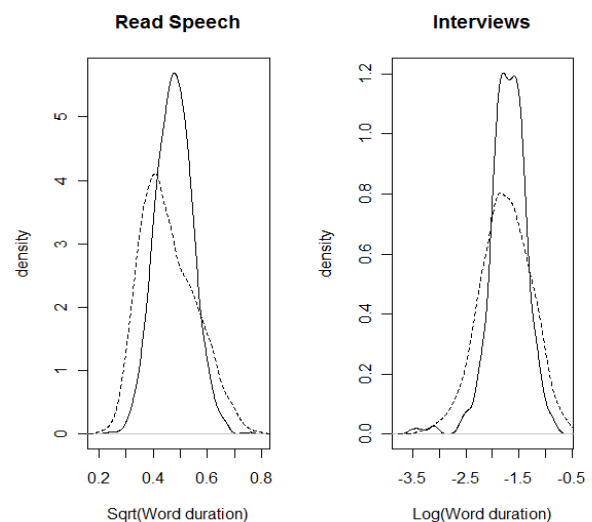 Read Speech
density
0 1 2 3 4 5
0.2 0.4 0.6 0.8
Sqrt(Word duration)
Interviews
density
0.0 0.2 0.4 0.6 0.8 1.0 1.2
-3.5 -2.5 -1.5 -0.5
Log(Word duration)